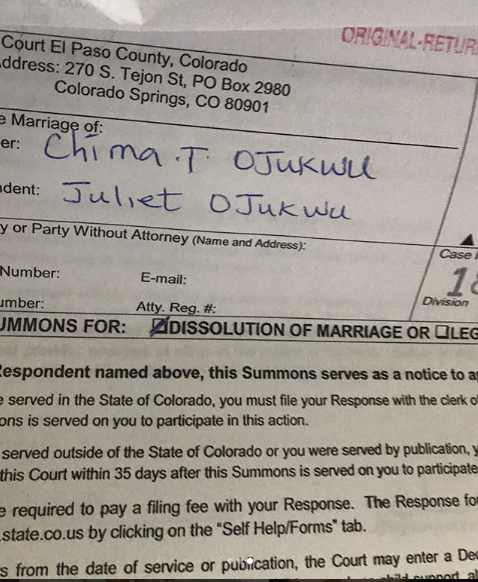 ORIGINAL-RETUR
Court El Paso County, Colorado
ddress: 270 S. Tejon St, PO Box 2980
Colorado Springs, CO 80901
e Marriage of:
er: Chima T. OJUKWU
dent: Juliet OJUKWU
y or Party Without Attorney (Name and Address):
Case
Number: E-mail:
18
umber: Atty. Reg. #:
Division
UMMONS FOR: ☑DISSOLUTION OF MARRIAGE OR ☐LEG
Respondent named above, this Summons serves as a notice to ap
e served in the State of Colorado, you must file your Response with the clerk of
ons is served on you to participate in this action.
served outside of the State of Colorado or you were served by publication, y
this Court within 35 days after this Summons is served on you to participate
e required to pay a filing fee with your Response. The Response fo
.state.co.us by clicking on the “Self Help/Forms” tab.
s from the date of service or publication, the Court may enter a De
child support al